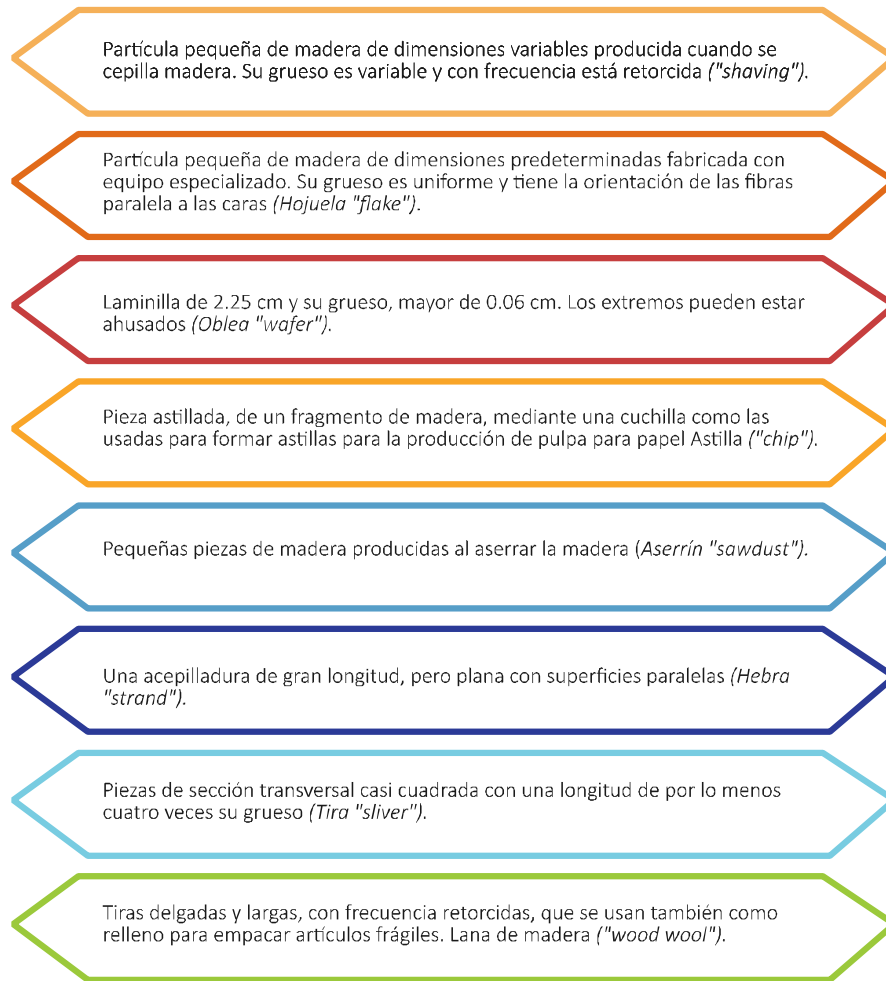 Partícula pequeña de madera de dimensiones variables producida cuando se
cepilla madera. Su grueso es variable y con frecuencia está retorcida ("shaving").
Partícula pequeña de madera de dimensiones predeterminadas fabricada con
equipo especializado. Su grueso es uniforme y tiene la orientación de las fibras
paralela a las caras (Hojuela "flake").
Laminilla de 2.25 cm y su grueso, mayor de 0.06 cm. Los extremos pueden estar
ahusados (Oblea "wafer").
Pieza astillada, de un fragmento de madera, mediante una cuchilla como las
usadas para formar astillas para la producción de pulpa para papel Astilla ("chip").
Pequeñas piezas de madera producidas al aserrar la madera (Aserrín "sawdust").
Una acepilladura de gran longitud, pero plana con superficies paralelas (Hebra
"strand").
Piezas de sección transversal casi cuadrada con una longitud de por lo menos
cuatro veces su grueso (Tira "sliver").
Tiras delgadas y largas, con frecuencia retorcidas, que se usan también como
relleno para empacar artículos frágiles. Lana de madera ("wood wool").